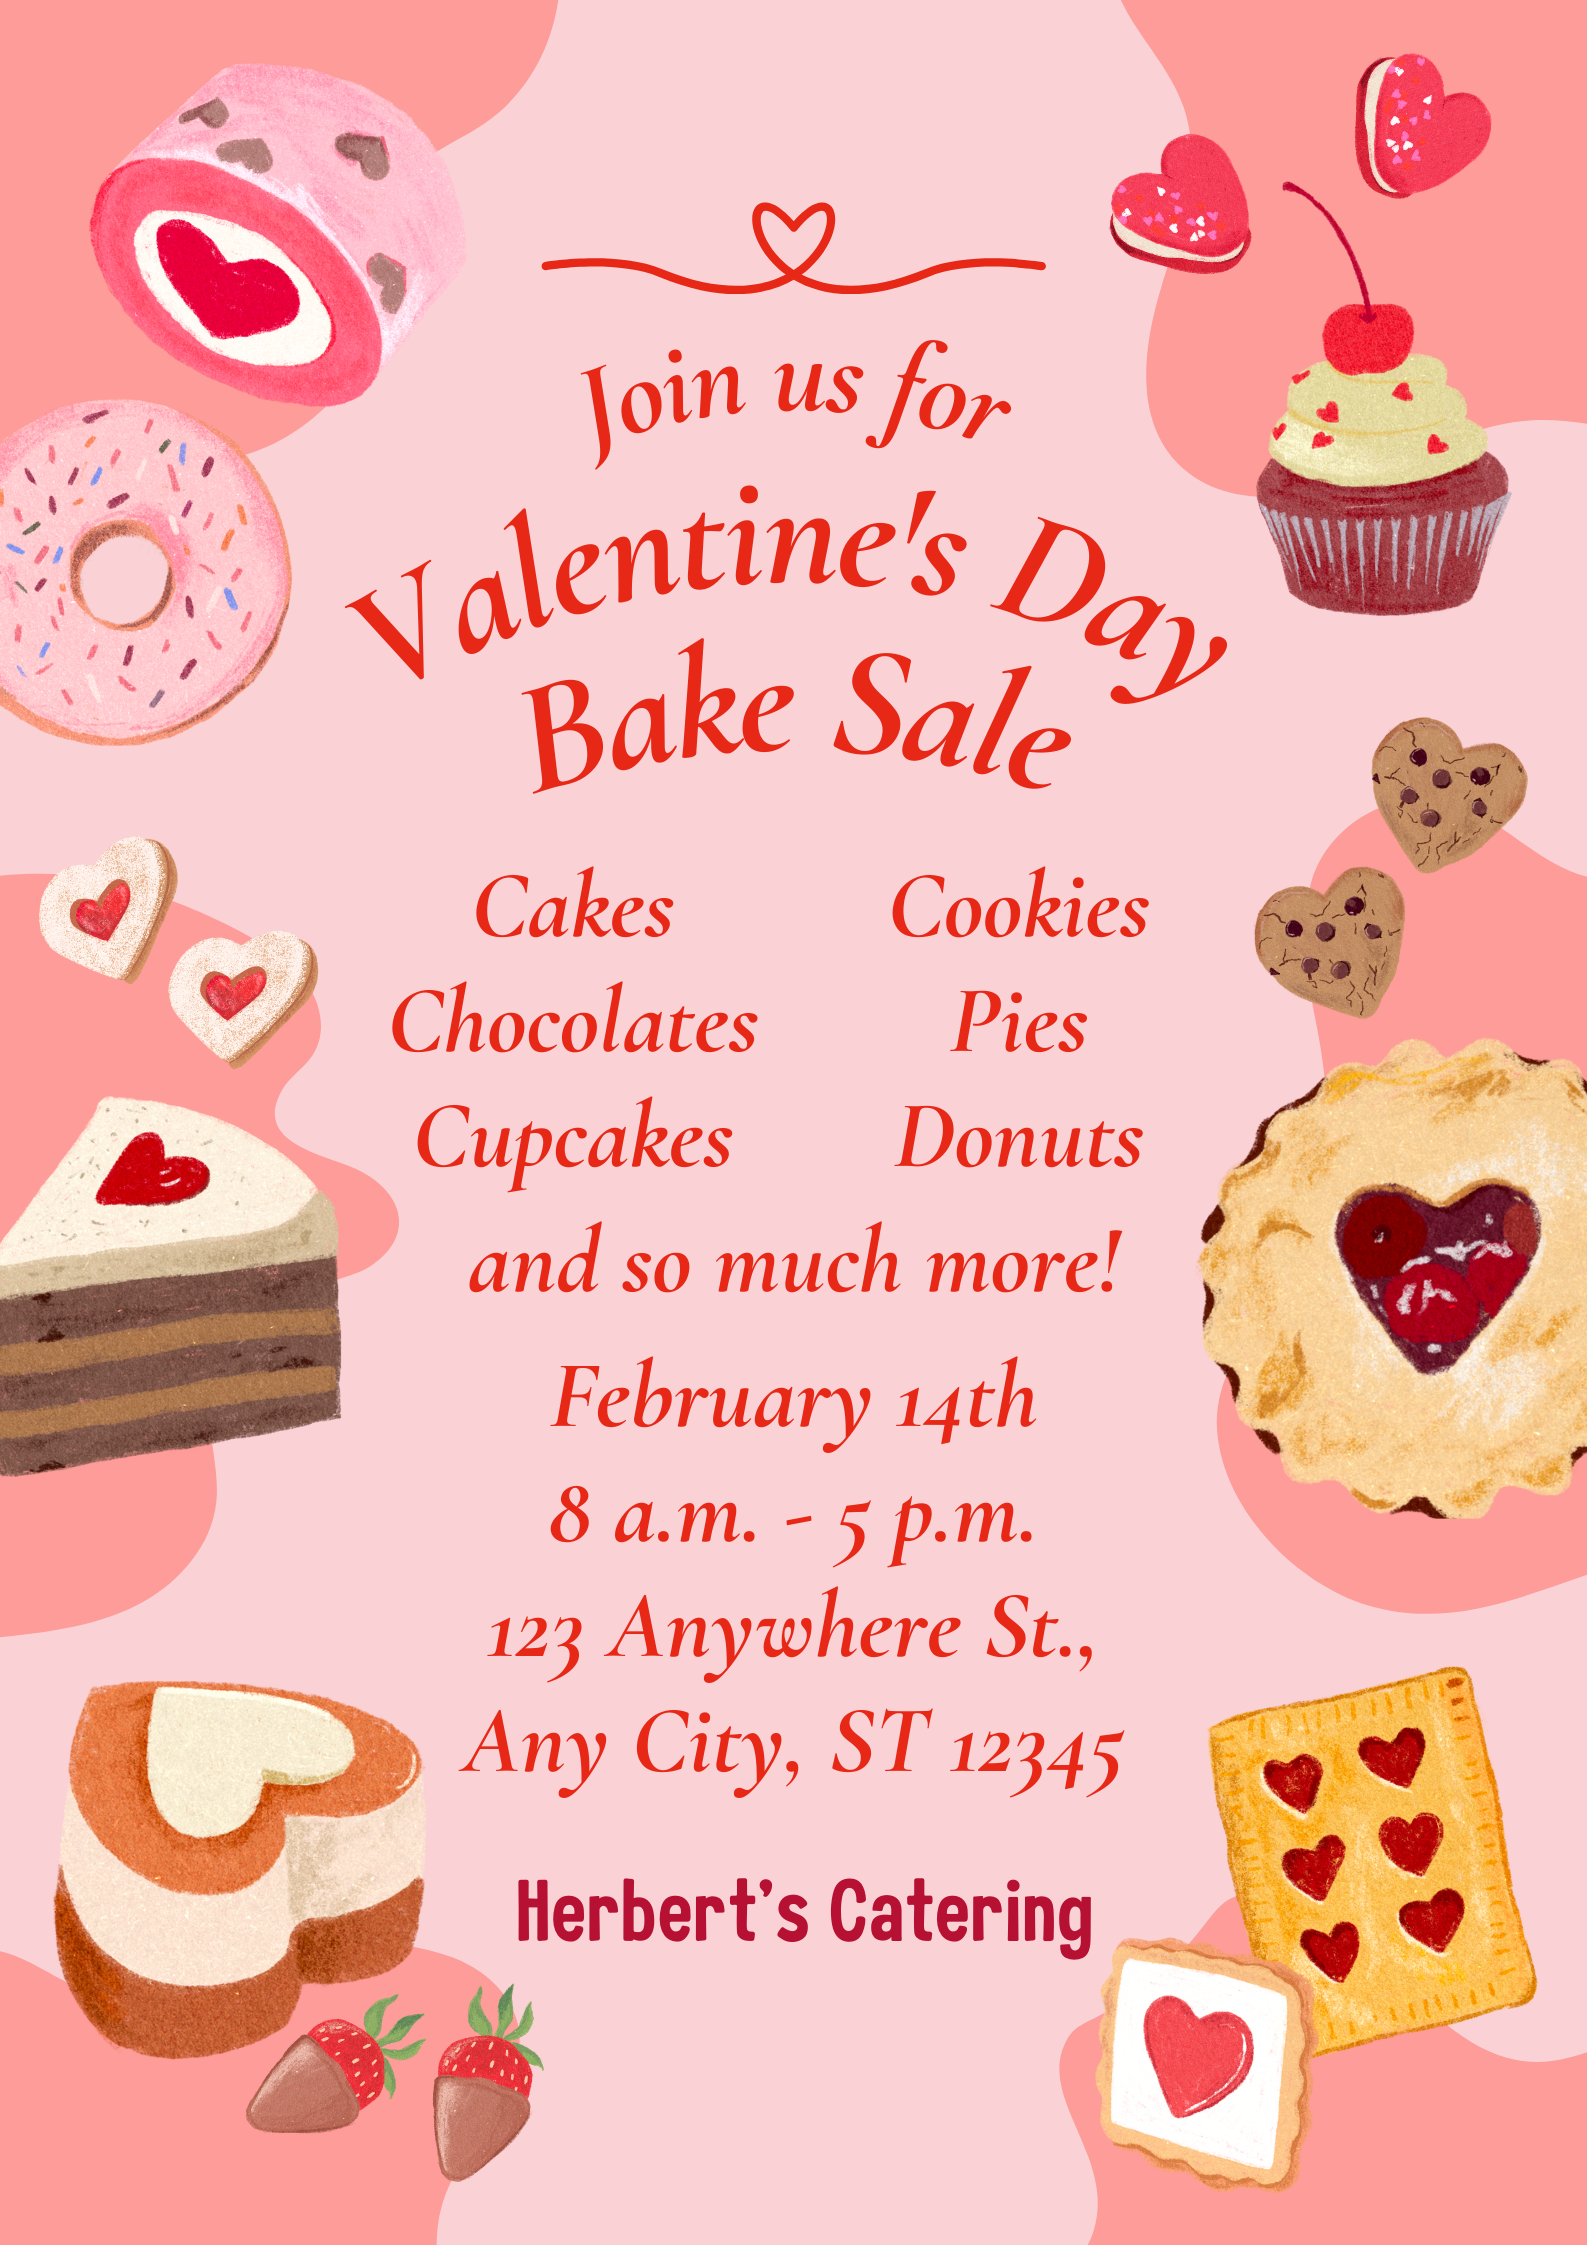 Join us for
Valentine's Day
Bake Sale
Cakes
Cookies
Chocolates
Pies
Cupcakes
Donuts
and so much more!
February 14th
8 a.m. - 5 p.m.
123 Anywhere St.,
Any City, ST 12345
Herbert’s Catering